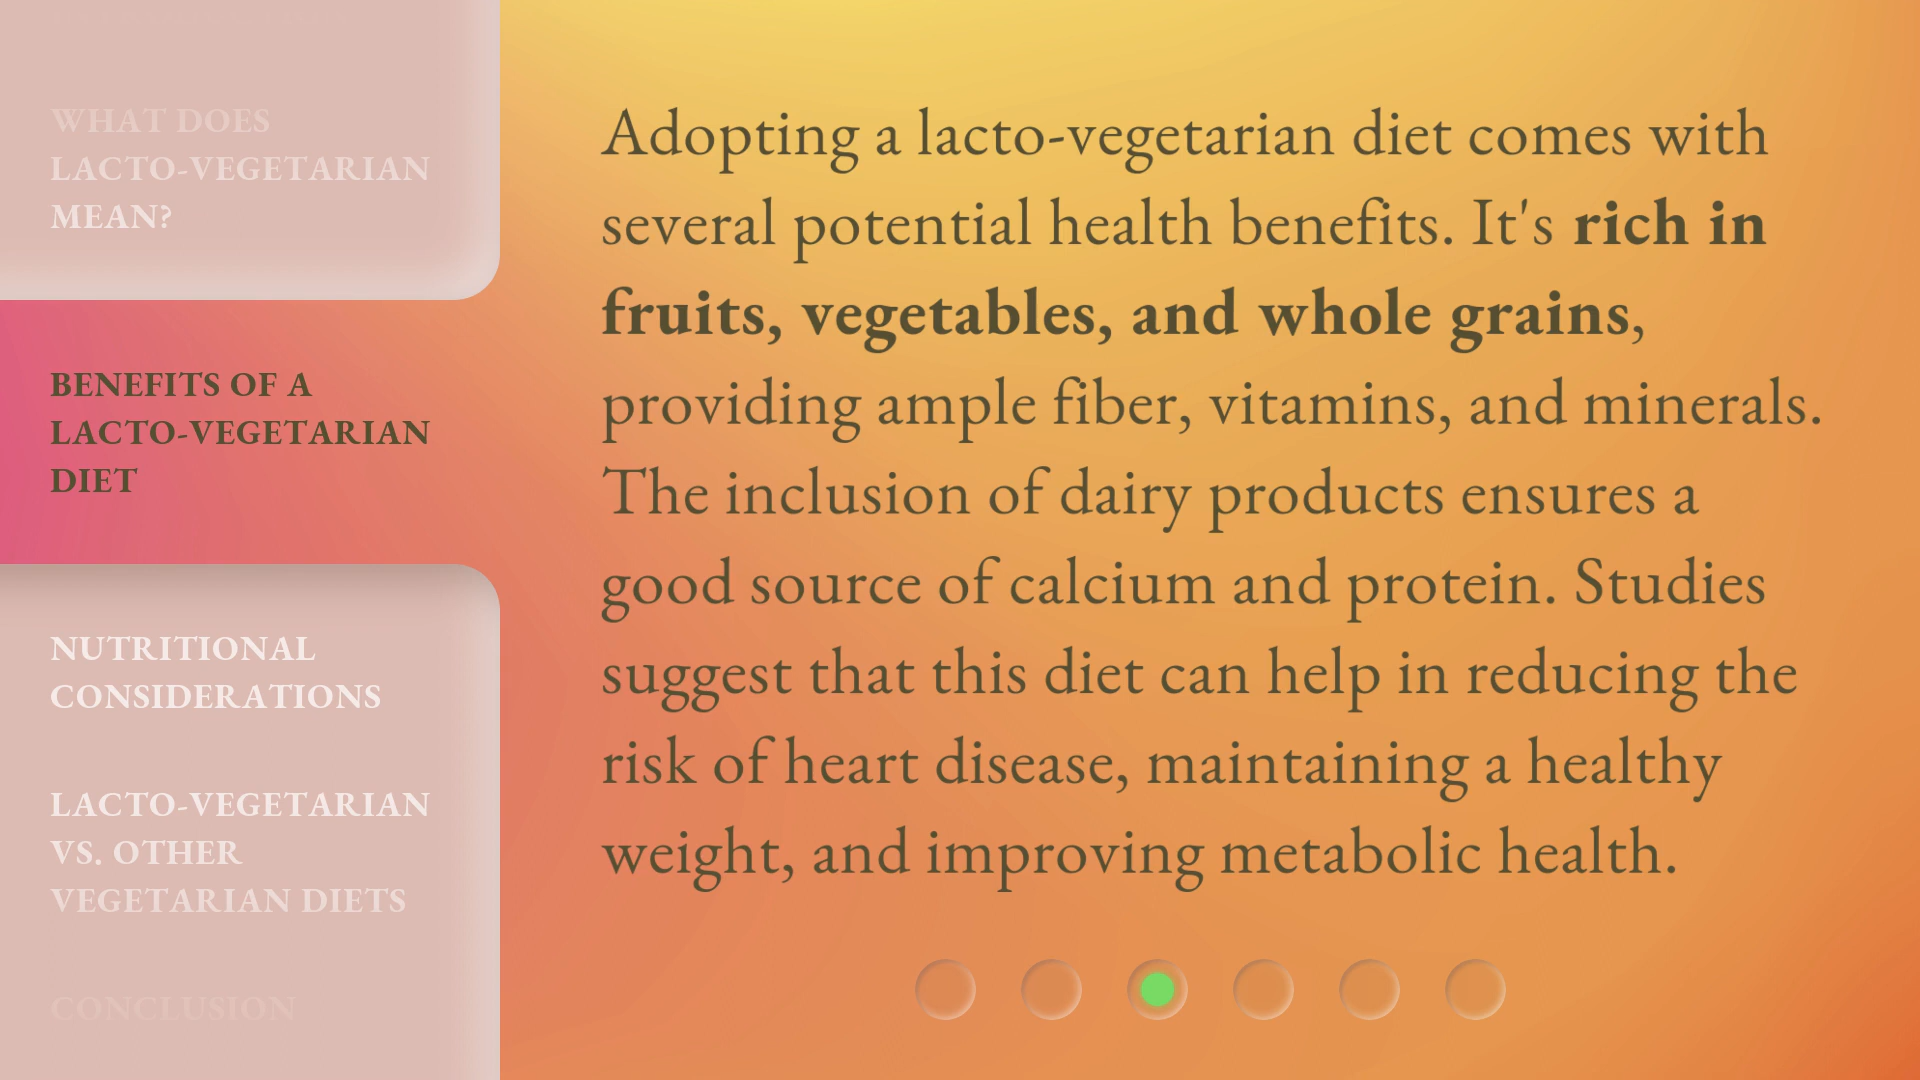 WHAT DOES
LACTO-VEGETARIAN
MEAN?
BENEFITS OF A
LACTO-VEGETARIAN
DIET
NUTRITIONAL
CONSIDERATIONS
LACTO-VEGETARIAN
VS. OTHER
VEGETARIAN DIETS
CONCLUSION
Adopting a lacto-vegetarian diet comes with
several potential health benefits. It's rich in
fruits, vegetables, and whole grains,
providing ample fiber, vitamins, and minerals.
The inclusion of dairy products ensures a
good source of calcium and protein. Studies
suggest that this diet can help in reducing the
risk of heart disease, maintaining a healthy
weight, and improving metabolic health.